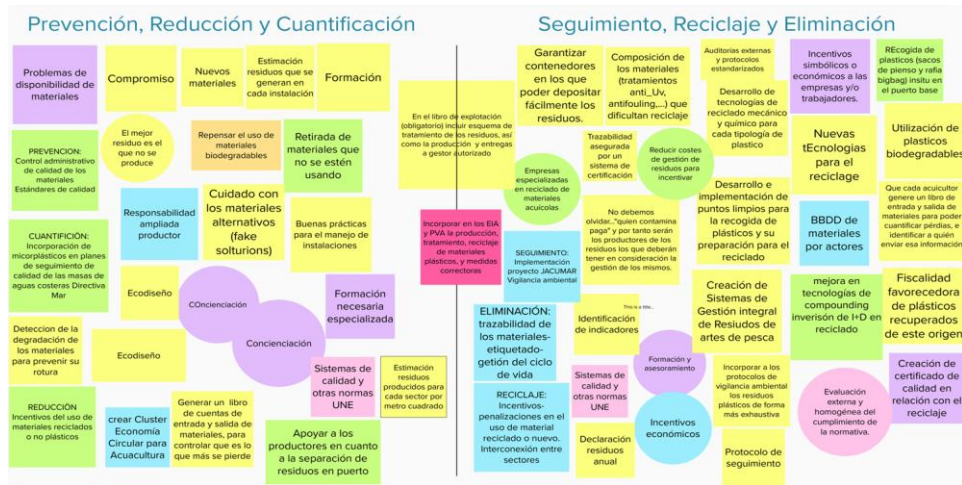 Prevención, Reducción y Cuantificación
Problemas de
disponibilidad de
materiales
Compromiso
Nuevos
materiales
Estimación
residuos que se
generan en
cada instalación
Formación
PREVENCIÓN:
Control administrativo
de calidad de los
materiales
Estándares de calidad
El mejor
residuo es el
que no se
produce
Repensar el uso de
materiales
biodegradables
Retirada de
materiales que
no se estén
usando
En el libro de explotación
(obligatorio) incluir esquema de
tratamiento de los residuos, así
como la producción y entregas
a gestor autorizado
Responsabilidad
ampliada
productor
Cuidado con
los materiales
alternativos
(fake
solturions)
Buenas prácticas
para el manejo de
instalaciones
Incorporar en los EIA
y PVA la producción,
tratamiento, reciclaje
de materiales
plásticos, y medidas
correctoras
CUANTIFICIÓN:
Incorporación de
micorplásticos en planes
de seguimiento de
calidad de las masas de
aguas costeras Directiva
Mar
Ecodiseño
COncienciación
Concienciación
Formación
necesaria
especializada
Deteccion de la
degradación de
los materiales
para prevenir su
rotura
Ecodiseño
Sistemas de
calidad y
otras normas
UNE
Estimación
residuos
producidos para
cada sector por
metro cuadrado
REDUCCIÓN
Incentivos del uso de
materiales reciclados
o no plásticos
crear Cluster
Economía
Circular para
Acuacultura
Generar un libro
de cuentas de
entrada y salida de
materiales, para
controlar que es lo
que más se pierde
Apoyar a los
productores en cuanto
a la separación de
residuos en puerto
Seguimiento, Reciclaje y Eliminación
Garantizar
contenedores
en los que
poder depositar
fácilmente los
residuos.
Composición de
los materiales
(tratamientos
anti_Uv,
antifouling,...) que
dificultan reciclaje
Auditorias externas
y protocolos
estandarizados
Incentivos
simbólicos o
económicos a las
empresas y/o
trabajadores.
REcogida de
plasticos (sacos
de pienso y rafia
bigbag) insitu en
el puerto base
Desarrollo de
tecnologías de
reciclado mecánico y
químico para
cada tipología de
plastico
Nuevas
tEcnologias
para el
reciclage
Utilización de
plasticos
biodegradables
Empresas
especializadas
en reciclado de
materiales
acuícolas
Trazabilidad
asegurada por
un sistema de
certificación
Reducir costes
de gestión de
residuos para
incentivar
No debemos
olvidar..."quien contamina
paga" y por tanto serán
los productores de los
residuos los que deberán
tener en consideración la
gestión de los mismos.
Desarrollo e
implementación de
puntos limpios para
la recogida de
plásticos y su
preparación para el
reciclado
BBDD de
materiales
por actores
Que cada acuicultor
genere un libro de
entrada y salida de
materiales para poder
cuantificar pérdias, e
identificar a quién
enviar esa información)
SEGUIMIENTO:
Implementación
proyecto JACUMAR
Vigilancia ambiental
This is a title...
Identificación
de indicadores
Creación de
Sistemas de
Gestión integral
de Resiudos de
artes de pesca
mejora en
tecnologías de
compounding
inverisón de I+D en
reciclado
Fiscalidad
favorecedora
de plásticos
recuperados
de este origen
ELIMINACIÓN:
trazabilidad de
los materiales-
etiquetado-
getión del ciclo
de vida
Formación y
asesoramiento
RECICLAJE:
Incentivos-
penalizaciones en el
uso de material
reciclado o nuevo.
Interconexión entre
sectores
Sistemas de
calidad y otras
normas UNE
Incentivos
económicos
Incorporar a los
protocolos de
vigilancia ambiental
los residuos
plásticos de forma
más exhaustiva
Evaluación
externa y
homogénea del
cumplimiento de la
normativa.
Creación de
certificado de
calidad en
relación con el
reciclaje
Declaración
residuos
anual
Protocolo de
seguimiento